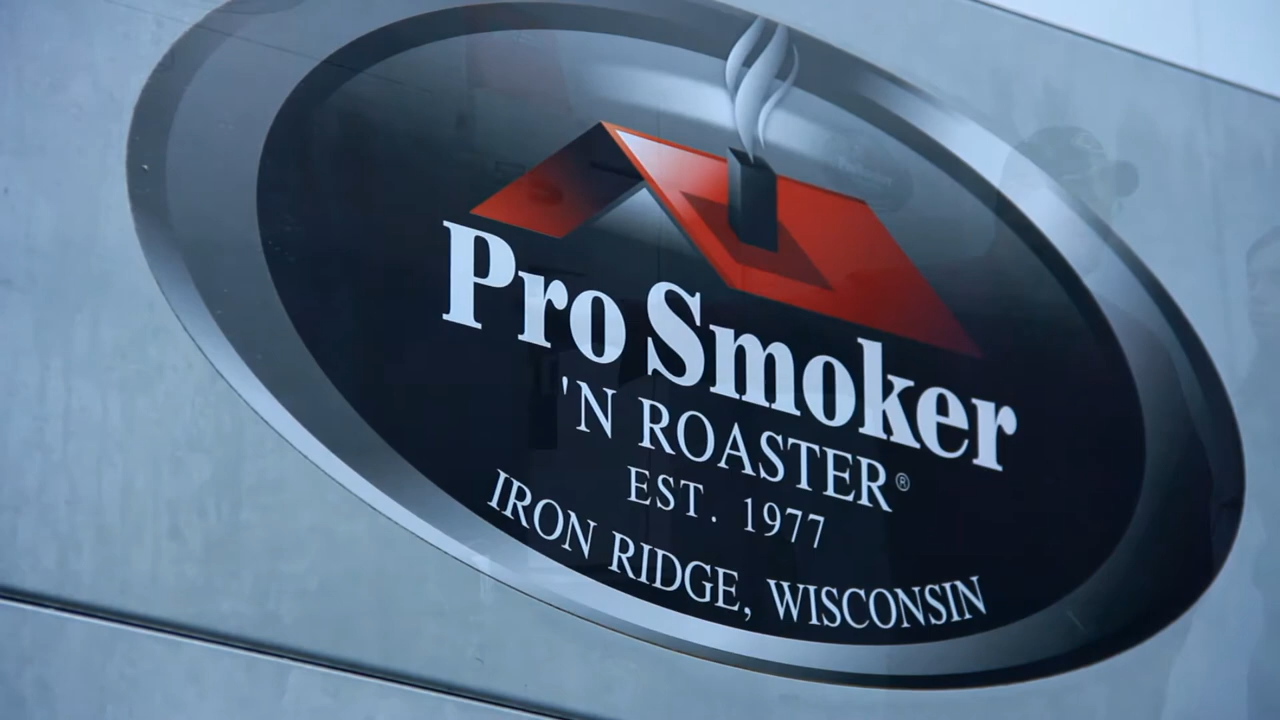 Pro Smoker
'N ROASTER®
EST. 1977
IRON RIDGE, WISCONSIN